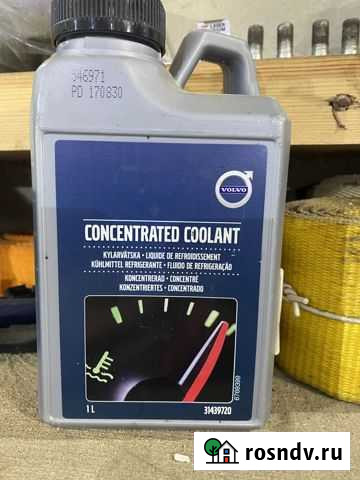 346971
PD 170830
VOLVO
CONCENTRATED COOLANT
KYLARVÄTSKA • LIQUIDE DE REFROIDISSEMENT
KÜHLMITTEL REFRIGERANTE • FLUIDO DE REFRIGERAÇÃO
KONCENTRERAD • CONCENTRÉ
KONZENTRIERTES • CONCENTRADO
1 L
31439720
rosndv.ru